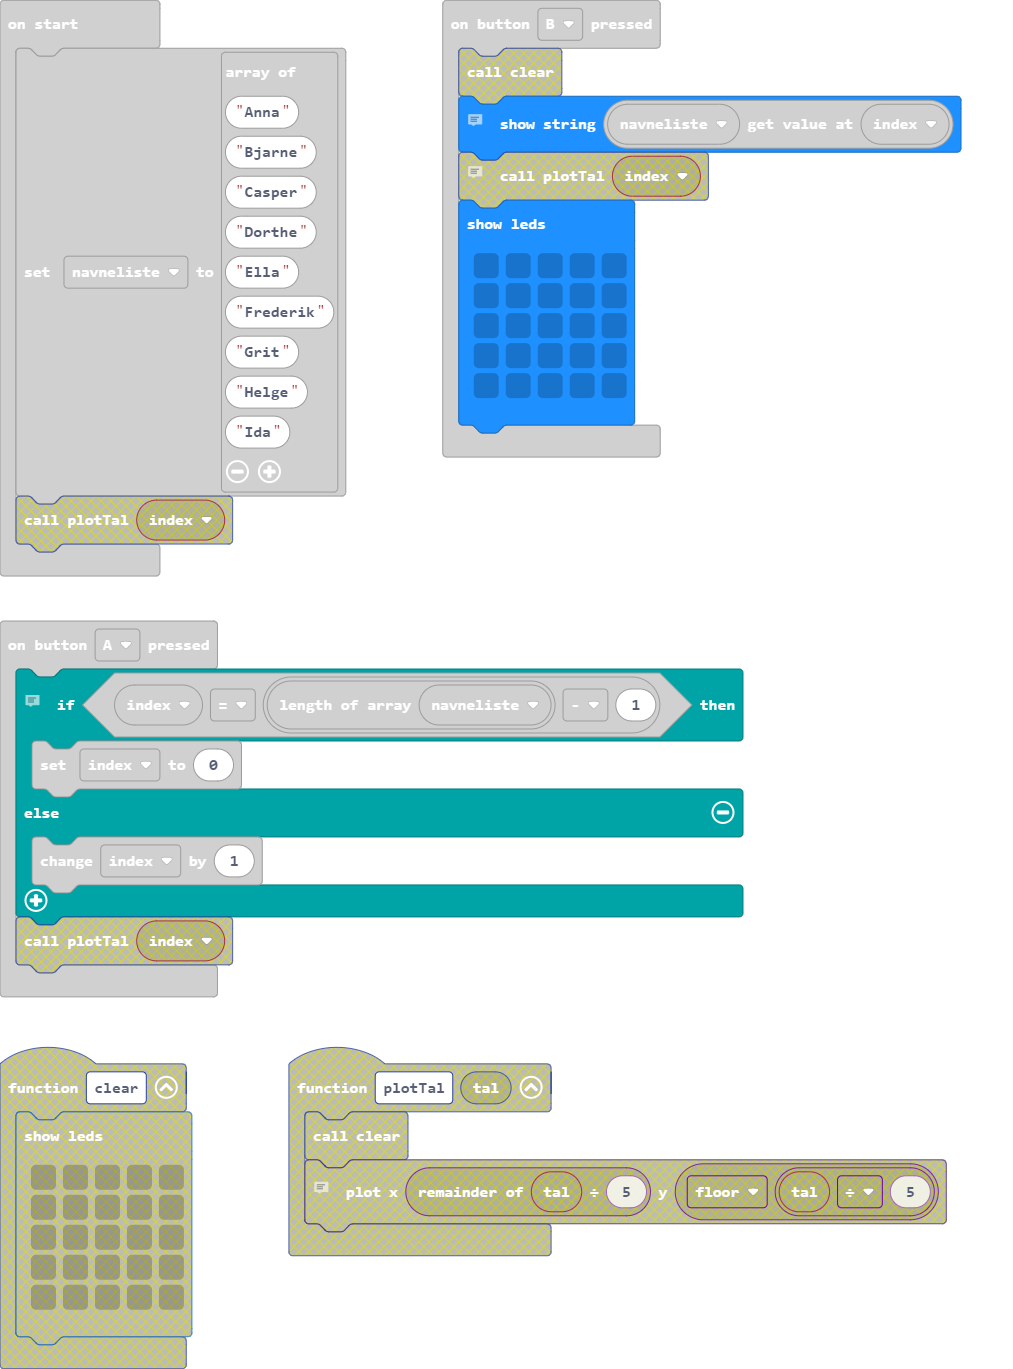 on start
set navneliste to
array of
"Anna"
"Bjarne"
"Casper"
"Dorthe"
"Ella"
"Frederik"
"Grit"
"Helge"
"Ida"
call plotTal index
on button B pressed
call clear
show string navneliste get value at index
call plotTal index
show leds
on button A pressed
if index = length of array navneliste - 1 then
set index to 0
else
change index by 1
call plotTal index
function clear
show leds
function plotTal tal
call clear
plot x remainder of tal ÷ 5 y floor tal ÷ 5